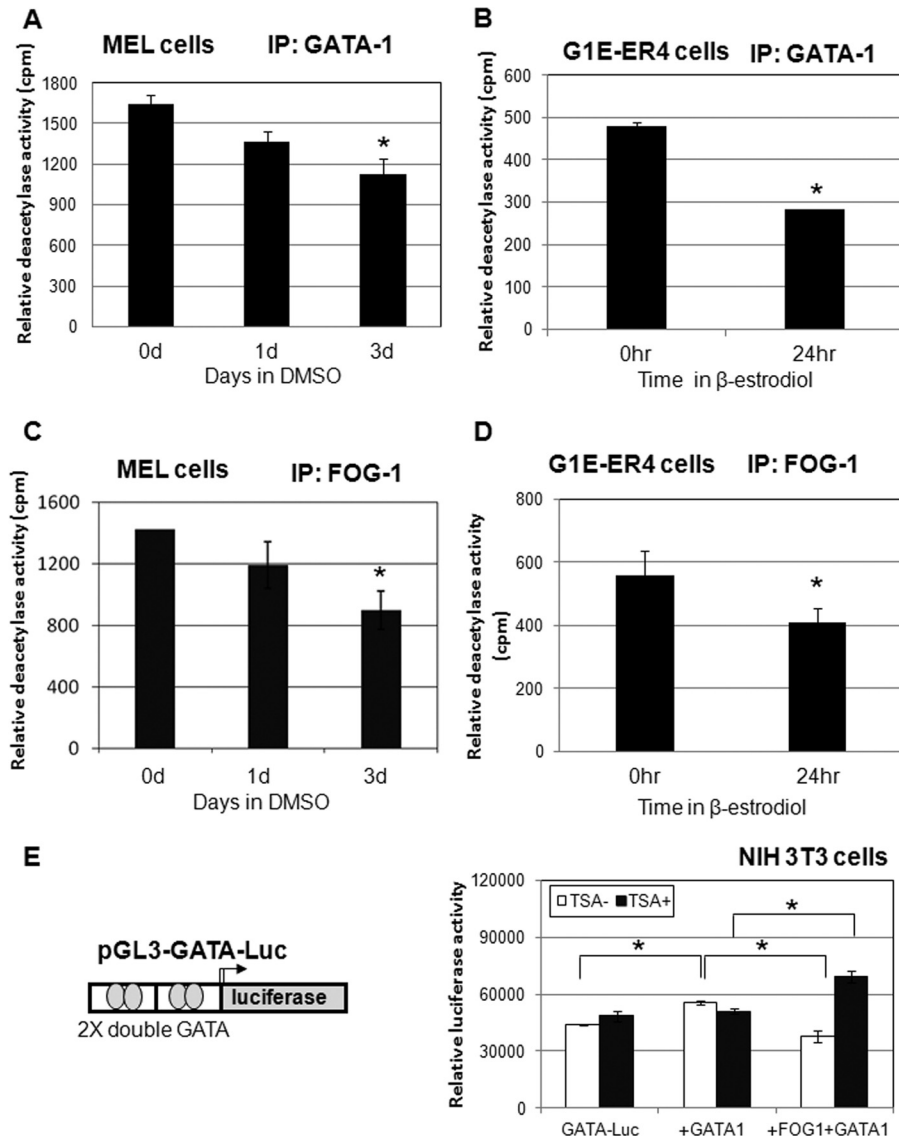 A
MEL cells IP: GATA-1
Relative deacetylase activity (cpm)
1800
1500
1200
900
600
300
0
*
0d 1d 3d
Days in DMSO
B
G1E-ER4 cells IP: GATA-1
Relative deacetylase activity (cpm)
600
500
400
300
200
100
0
*
0hr 24hr
Time in β-estrodiol
C
MEL cells IP: FOG-1
Relative deacetylase activity (cpm)
1600
1200
800
400
0
*
0d 1d 3d
Days in DMSO
D
G1E-ER4 cells IP: FOG-1
Relative deacetylase activity
(cpm)
800
600
400
200
0
*
0hr 24hr
Time in β-estrodiol
E
pGL3-GATA-Luc
luciferase
2X double GATA
NIH 3T3 cells
Relative luciferase activity
120000
90000
60000
30000
0
TSA- TSA+
*
* *
GATA-Luc +GATA1 +FOG1+GATA1